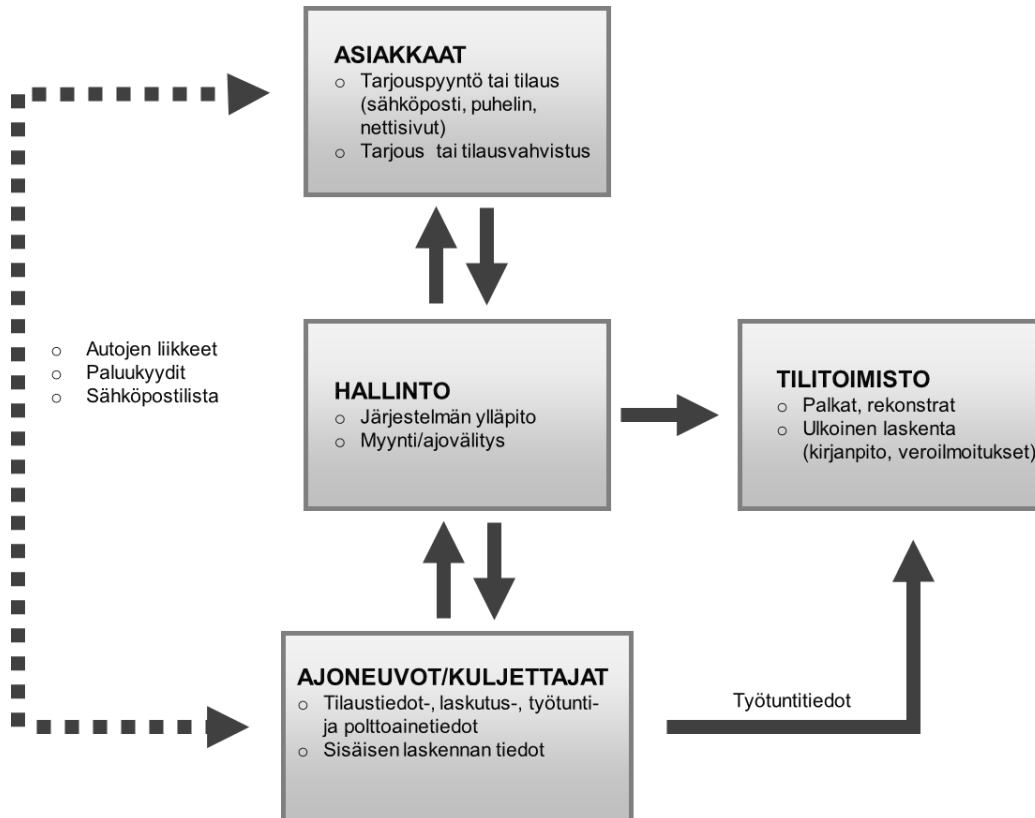 ASIAKKAAT
o Tarjouspyyntö tai tilaus
(sähköposti, puhelin,
nettisivut)
o Tarjous tai tilausvahvistus
o Autojen liikkeet
o Paluukyydit
o Sähköpostilista
HALLINTO
o Järjestelmän ylläpito
o Myynti/ajovälitys
TILITOIMISTO
o Palkat, rekonstrat
o Ulkoinen laskenta
(kirjanpito, veroilmoitukset)
AJONEUVOT/KULJETTAJAT
o Tilaustiedot-, laskutus-, työtunti-
ja polttoainetiedot
o Sisäisen laskennan tiedot
Työtuntitiedot